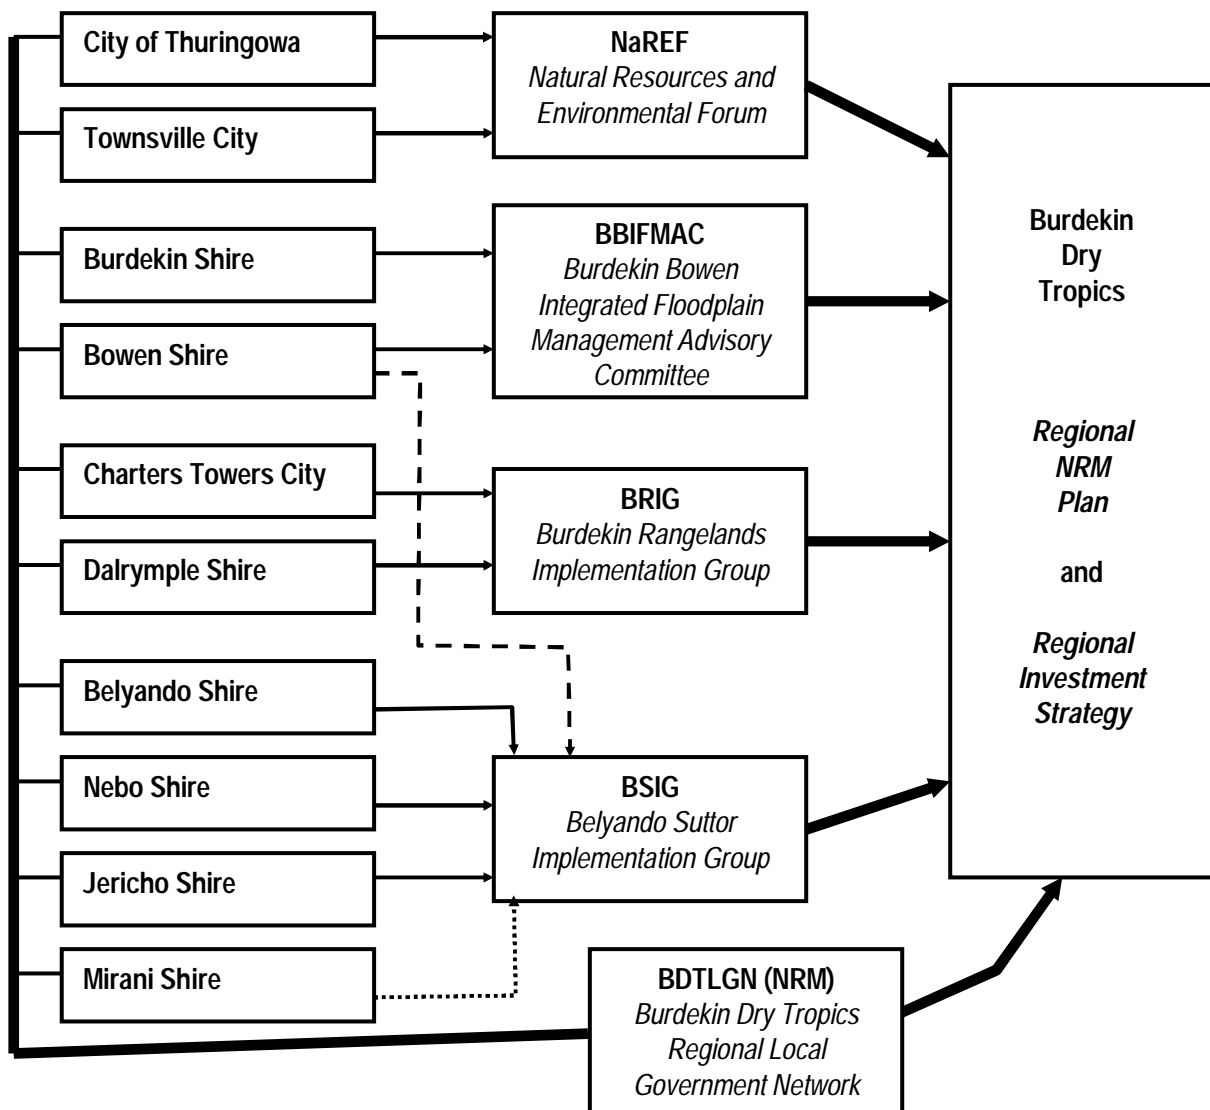 City of Thuringowa
Townsville City
Burdekin Shire
Bowen Shire
Charters Towers City
Dalrymple Shire
Belyando Shire
Nebo Shire
Jericho Shire
Mirani Shire
NaREF
Natural Resources and
Environmental Forum
BBIFMAC
Burdekin Bowen
Integrated Floodplain
Management Advisory
Committee
BRIG
Burdekin Rangelands
Implementation Group
BSIG
Belyando Suttor
Implementation Group
BDTLGN (NRM)
Burdekin Dry Tropics
Regional Local
Government Network
Burdekin
Dry
Tropics
Regional
NRM
Plan
and
Regional
Investment
Strategy